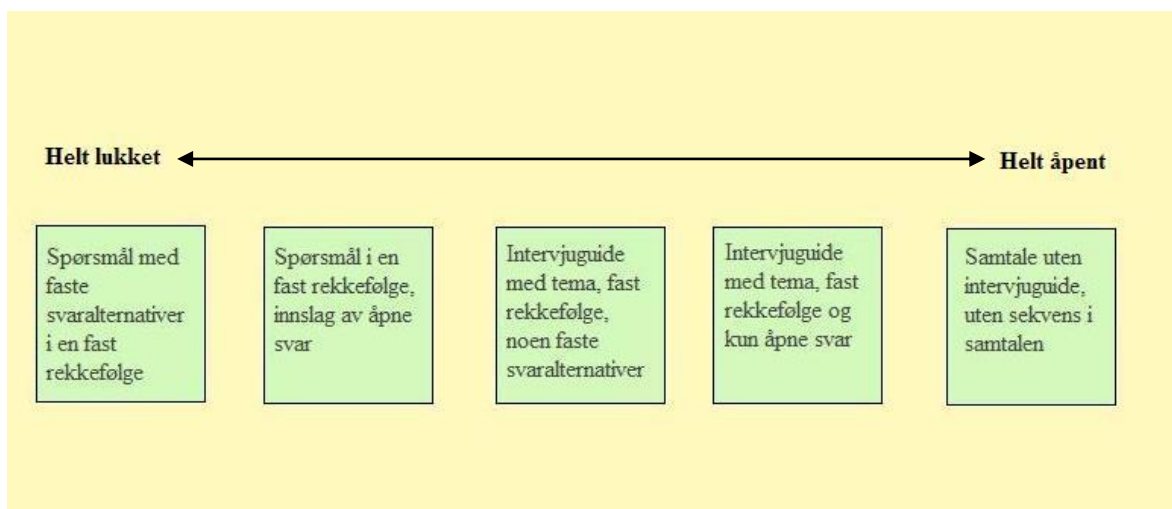 Helt lukket
Helt åpent
Spørsmål med
faste
svaralternativer
i en fast
rekkefølge
Spørsmål i en
fast rekkefølge,
innslag av åpne
svar
Intervjuguide
med tema, fast
rekkefølge,
noen faste
svaralternativer
Intervjuguide
med tema, fast
rekkefølge og
kun åpne svar
Samtale uten
intervjuguide,
uten sekvens i
samtalen